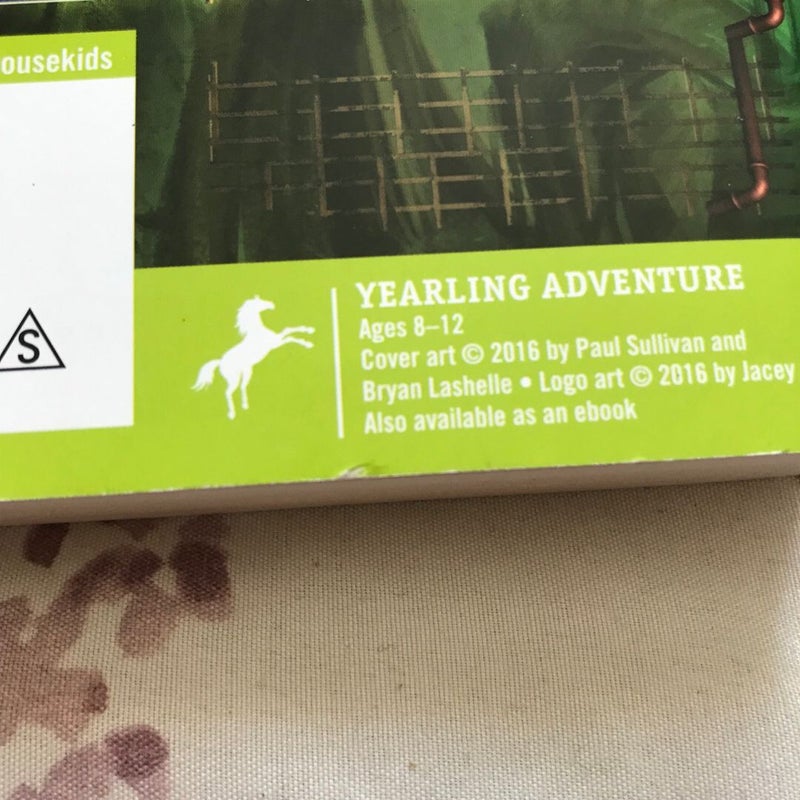 ousekids
S
YEARLING ADVENTURE
Ages 8–12
Cover art © 2016 by Paul Sullivan and
Bryan Lashelle • Logo art © 2016 by Jacey
Also available as an ebook